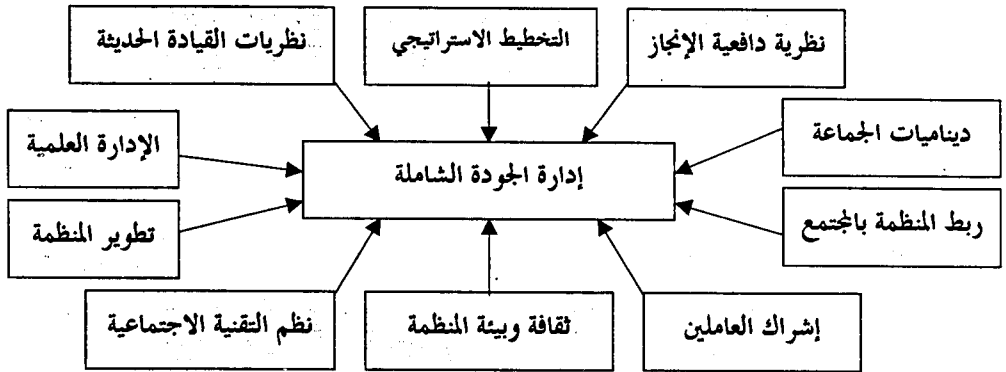 نظرية دافعية الإنجاز
التخطيط الاستراتيجي
نظريات القيادة الحديثة
ديناميات الجماعة
الإدارة العلمية
إدارة الجودة الشاملة
ربط المنظمة بالمجتمع
تطوير المنظمة
إشراك العاملين
ثقافة وبيئة المنظمة
نظم التقنية الاجتماعية